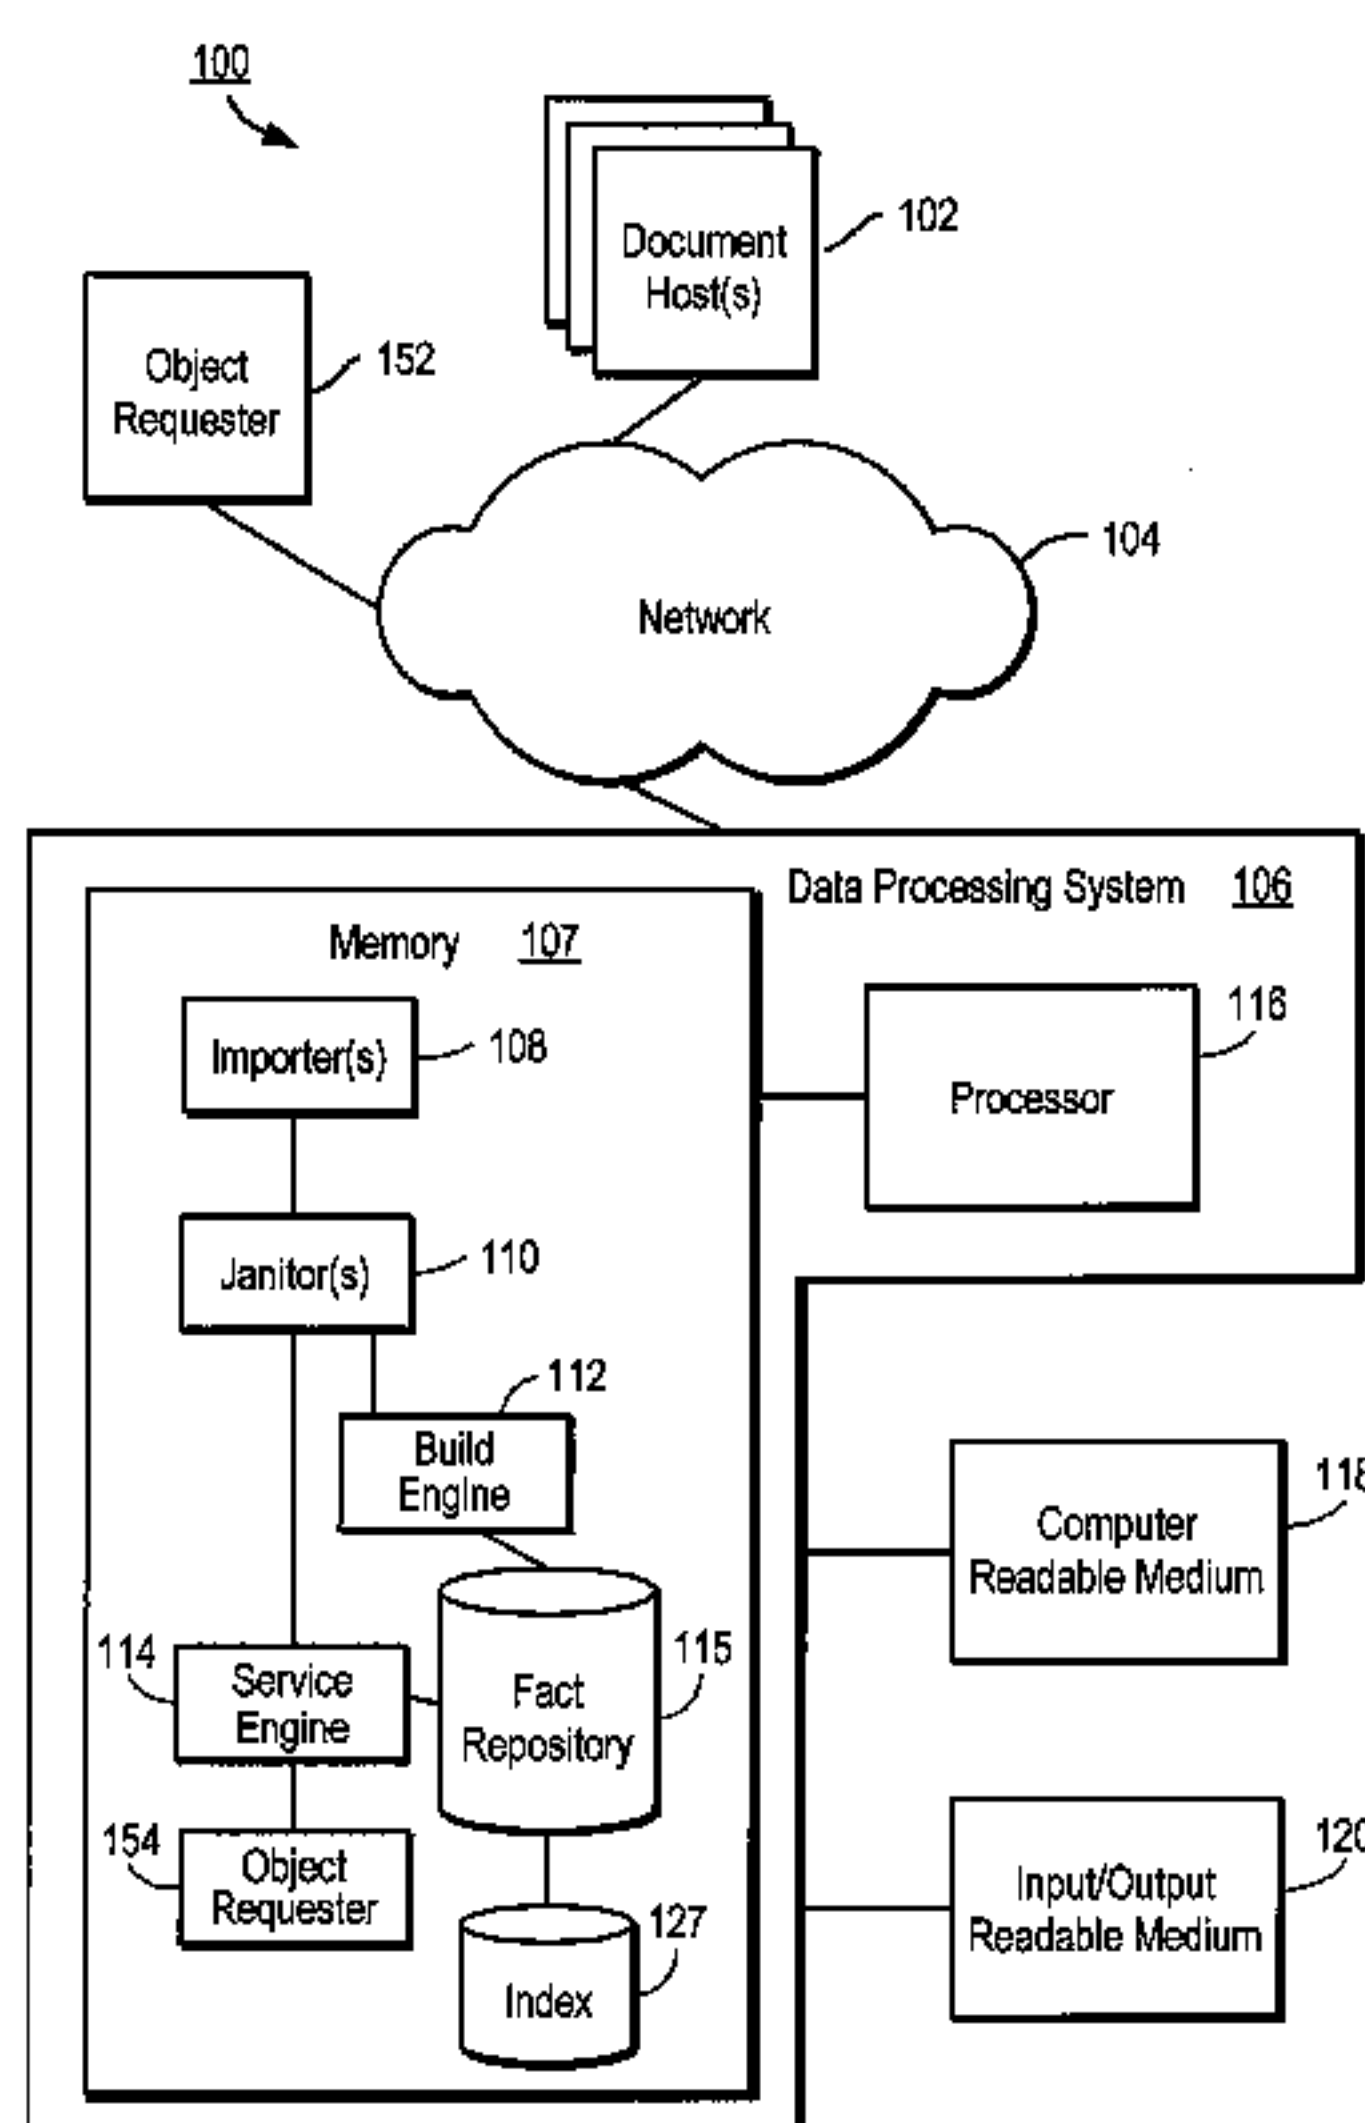 100
Document
Host(s)
102
Object
Requester
152
Network
104
Data Processing System 106
Memory 107
Importer(s)
108
Processor
116
Janitor(s)
110
112
Build
Engine
Computer
Readable Medium
118
114
Service
Engine
Fact
Repository
115
154
Object
Requester
Input/Output
Readable Medium
120
127
Index